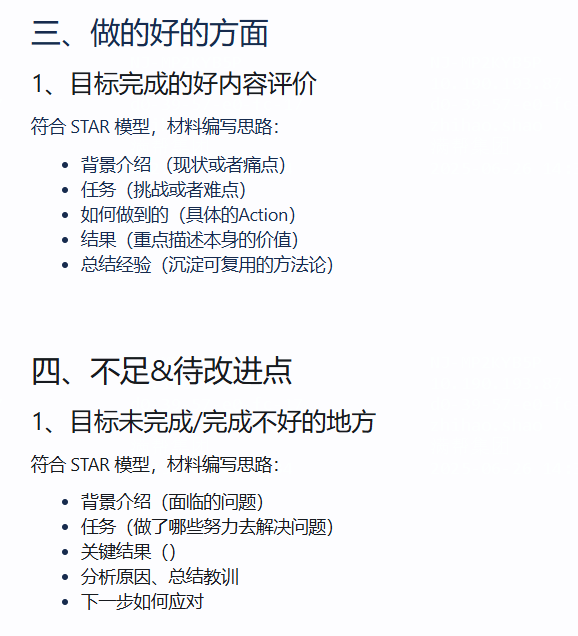 三、做的好的方面
1、目标完成的好内容评价
符合 STAR 模型，材料编写思路：
• 背景介绍 （现状或者痛点）
• 任务（挑战或者难点）
• 如何做到的（具体的Action）
• 结果（重点描述本身的价值）
• 总结经验（沉淀可复用的方法论）
四、不足&待改进点
1、目标未完成/完成不好的地方
符合 STAR 模型，材料编写思路：
• 背景介绍（面临的问题）
• 任务（做了哪些努力去解决问题）
• 关键结果（）
• 分析原因、总结教训
• 下一步如何应对